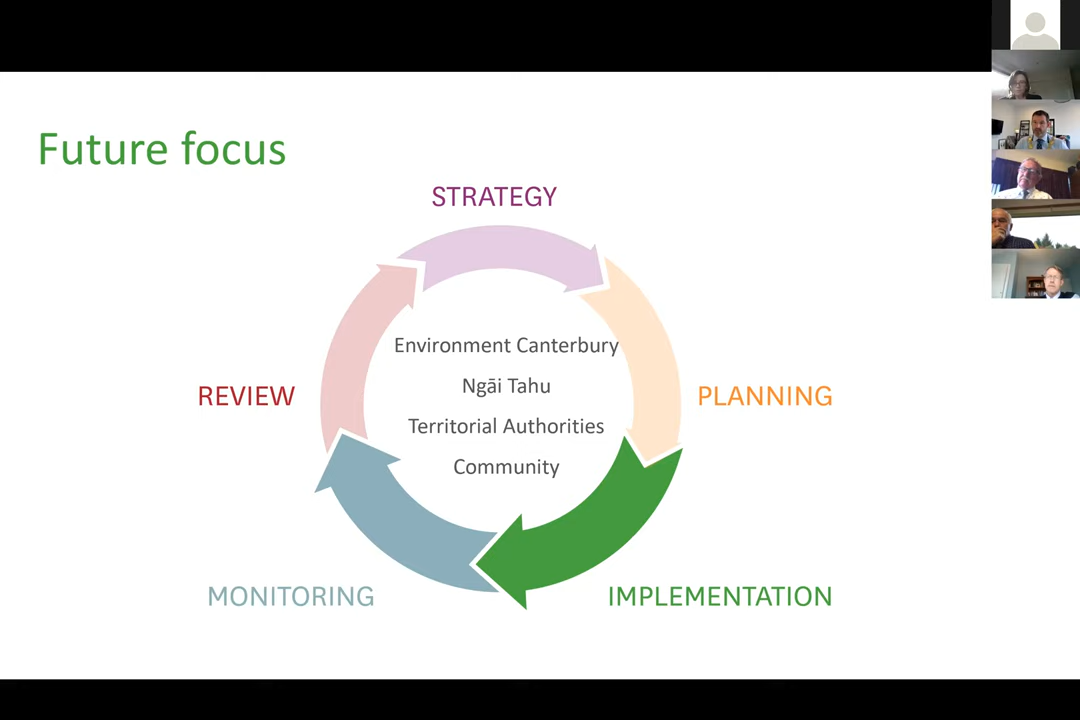 Future focus
STRATEGY
Environment Canterbury
Ngāi Tahu
REVIEW
PLANNING
Territorial Authorities
Community
MONITORING
IMPLEMENTATION